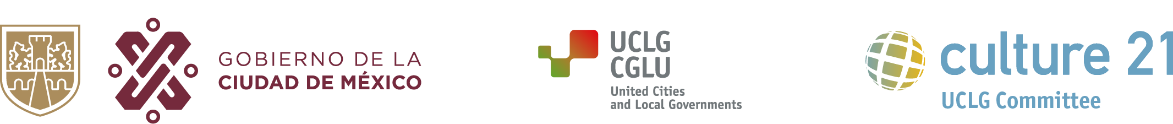 GOBIERNO DE LA
CIUDAD DE MÉXICO
UCLG
CGLU
United Cities
and Local Governments
culture 21
UCLG Committee